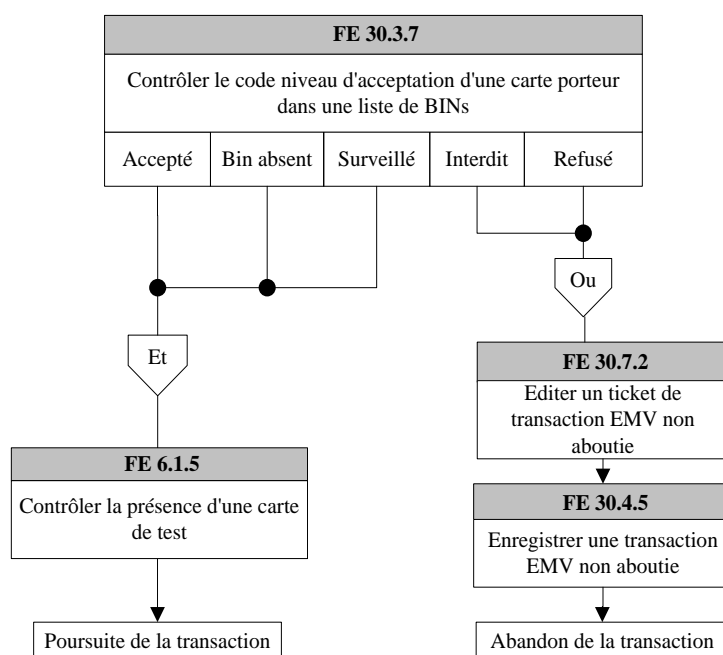 FE 30.3.7
Contrôler le code niveau d'acceptation d'une carte porteur
dans une liste de BINs
Accepté
Bin absent
Surveillé
Interdit
Refusé
Ou
Et
FE 30.7.2
Editer un ticket de
transaction EMV non
aboutie
FE 6.1.5
Contrôler la présence d'une carte
de test
FE 30.4.5
Enregistrer une transaction
EMV non aboutie
Poursuite de la transaction
Abandon de la transaction